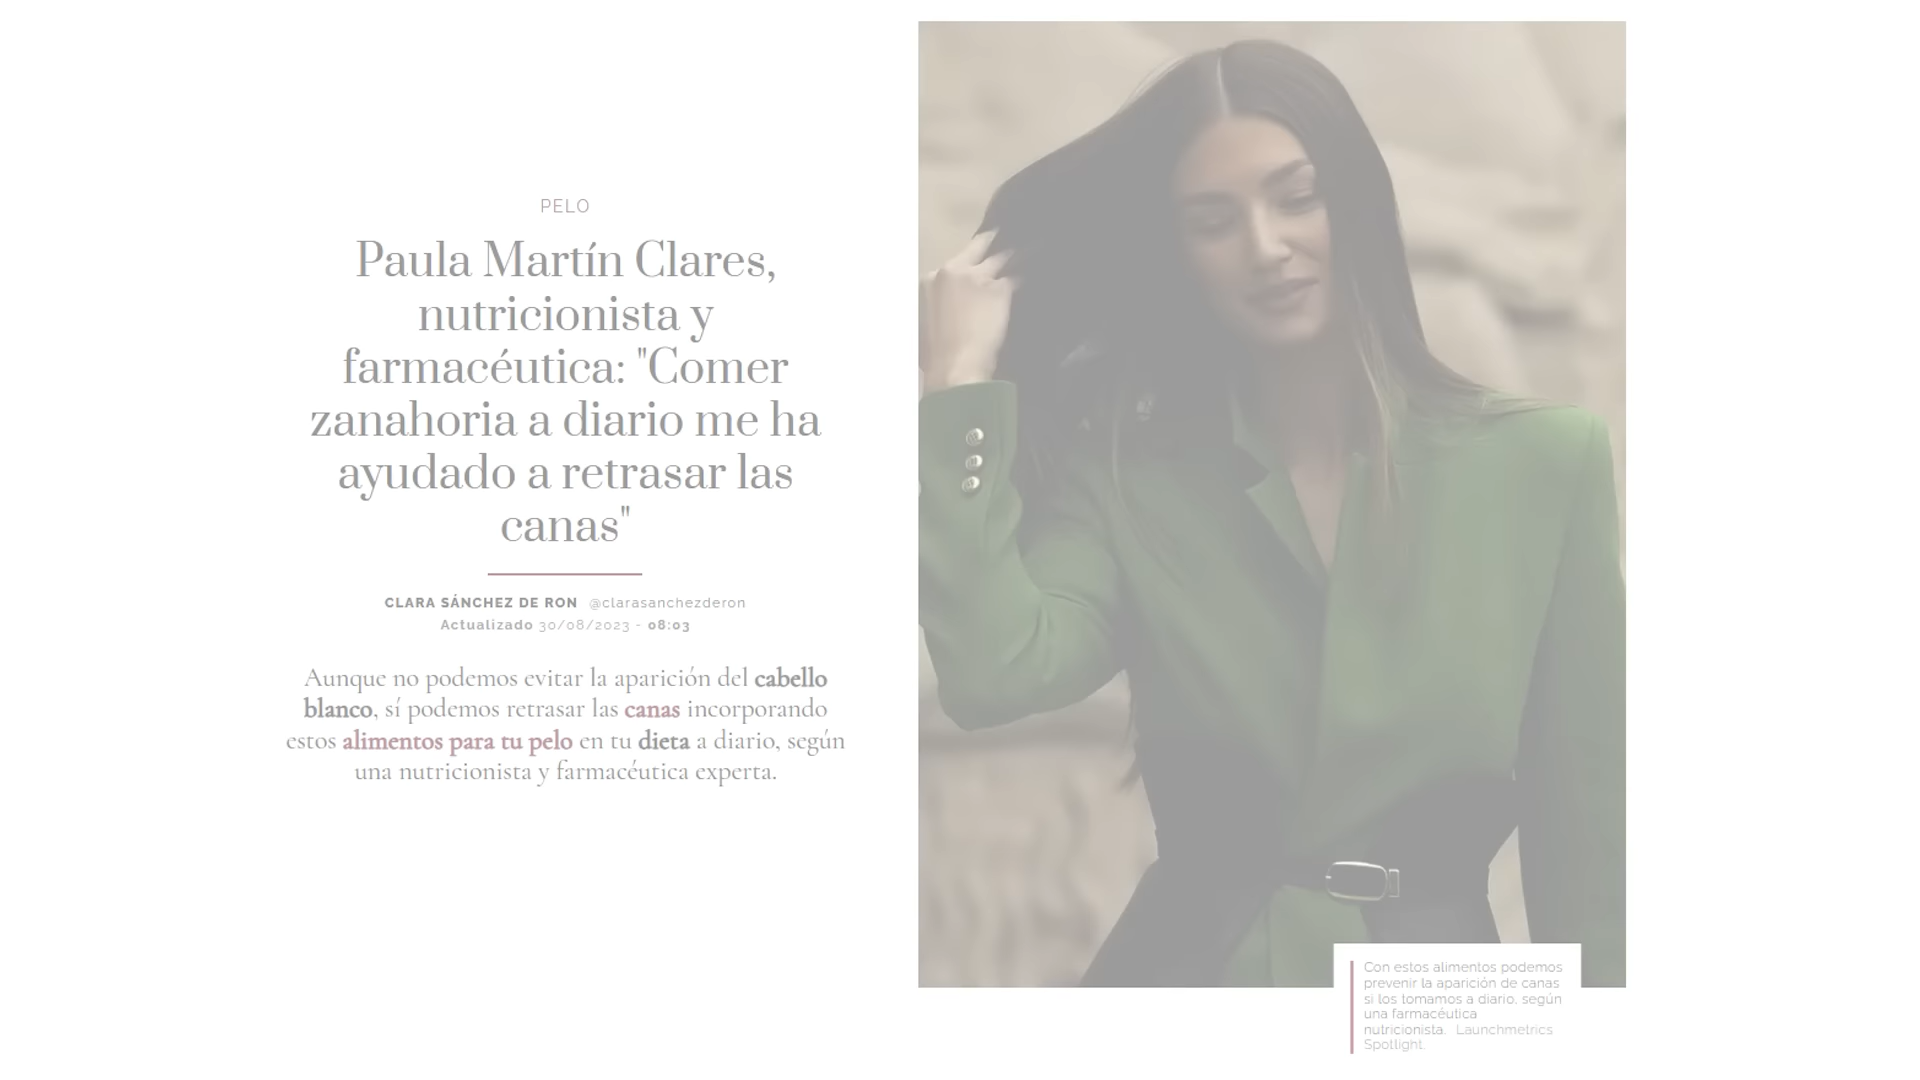 PELO
Paula Martín Clares,
nutricionista y
farmacéutica: "Comer
zanahoria a diario me ha
ayudado a retrasar las
canas"
CLARA SÁNCHEZ DE RON @clarasanchezderon
Actualizado 30/08/2023 - 08:03
Aunque no podemos evitar la aparición del cabello
blanco, sí podemos retrasar las canas incorporando
estos alimentos para tu pelo en tu dieta a diario, según
una nutricionista y farmacéutica experta.
Con estos alimentos podemos
prevenir la aparición de canas
si los tomamos a diario, según
una farmacéutica
nutricionista. Launchmetrics
Spotlight.